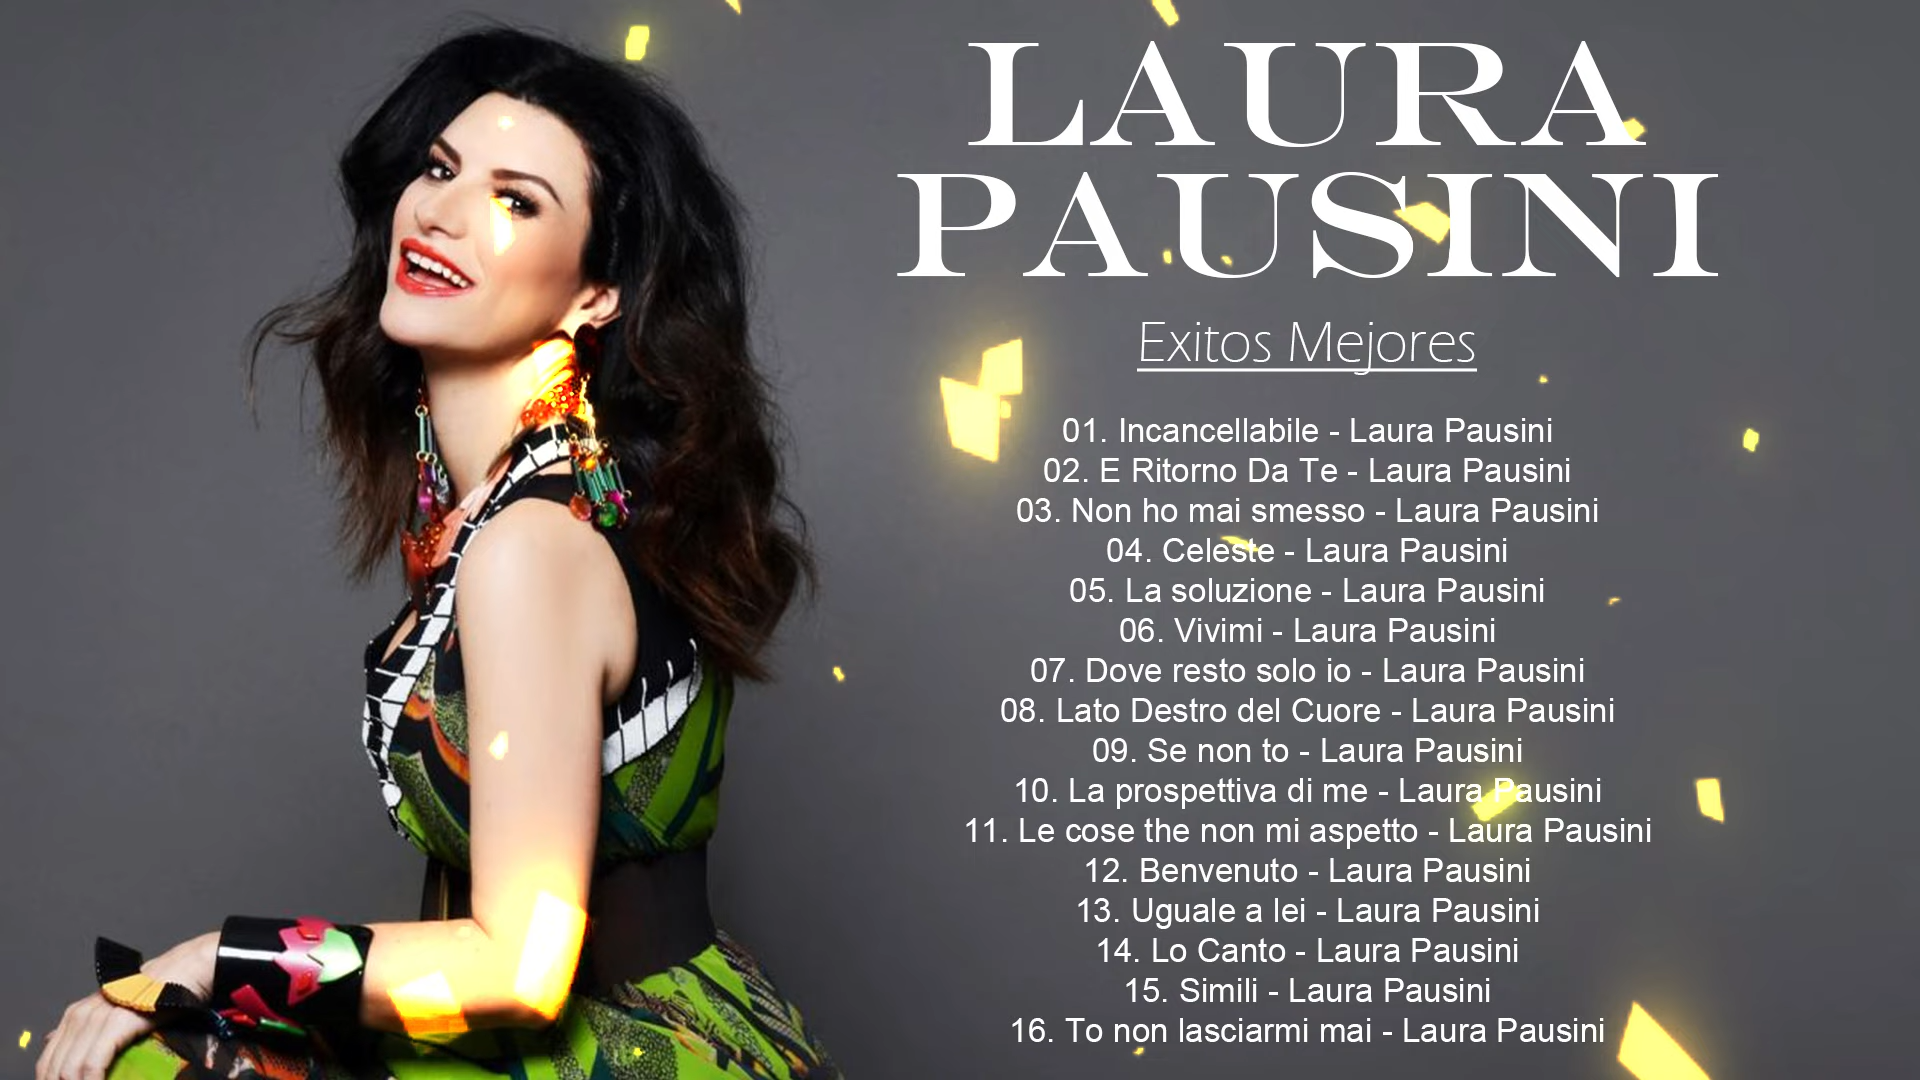 LAURA
PAUSINI
Exitos Mejores
01. Incancellabile - Laura Pausini
02. E Ritorno Da Te - Laura Pausini
03. Non ho mai smesso - Laura Pausini
04. Celeste - Laura Pausini
05. La soluzione - Laura Pausini
06. Vivimi - Laura Pausini
07. Dove resto solo io - Laura Pausini
08. Lato Destro del Cuore - Laura Pausini
09. Se non to - Laura Pausini
10. La prospettiva di me - Laura Pausini
11. Le cose the non mi aspetto - Laura Pausini
12. Benvenuto - Laura Pausini
13. Uguale a lei - Laura Pausini
14. Lo Canto - Laura Pausini
15. Simili - Laura Pausini
16. To non lasciarmi mai - Laura Pausini